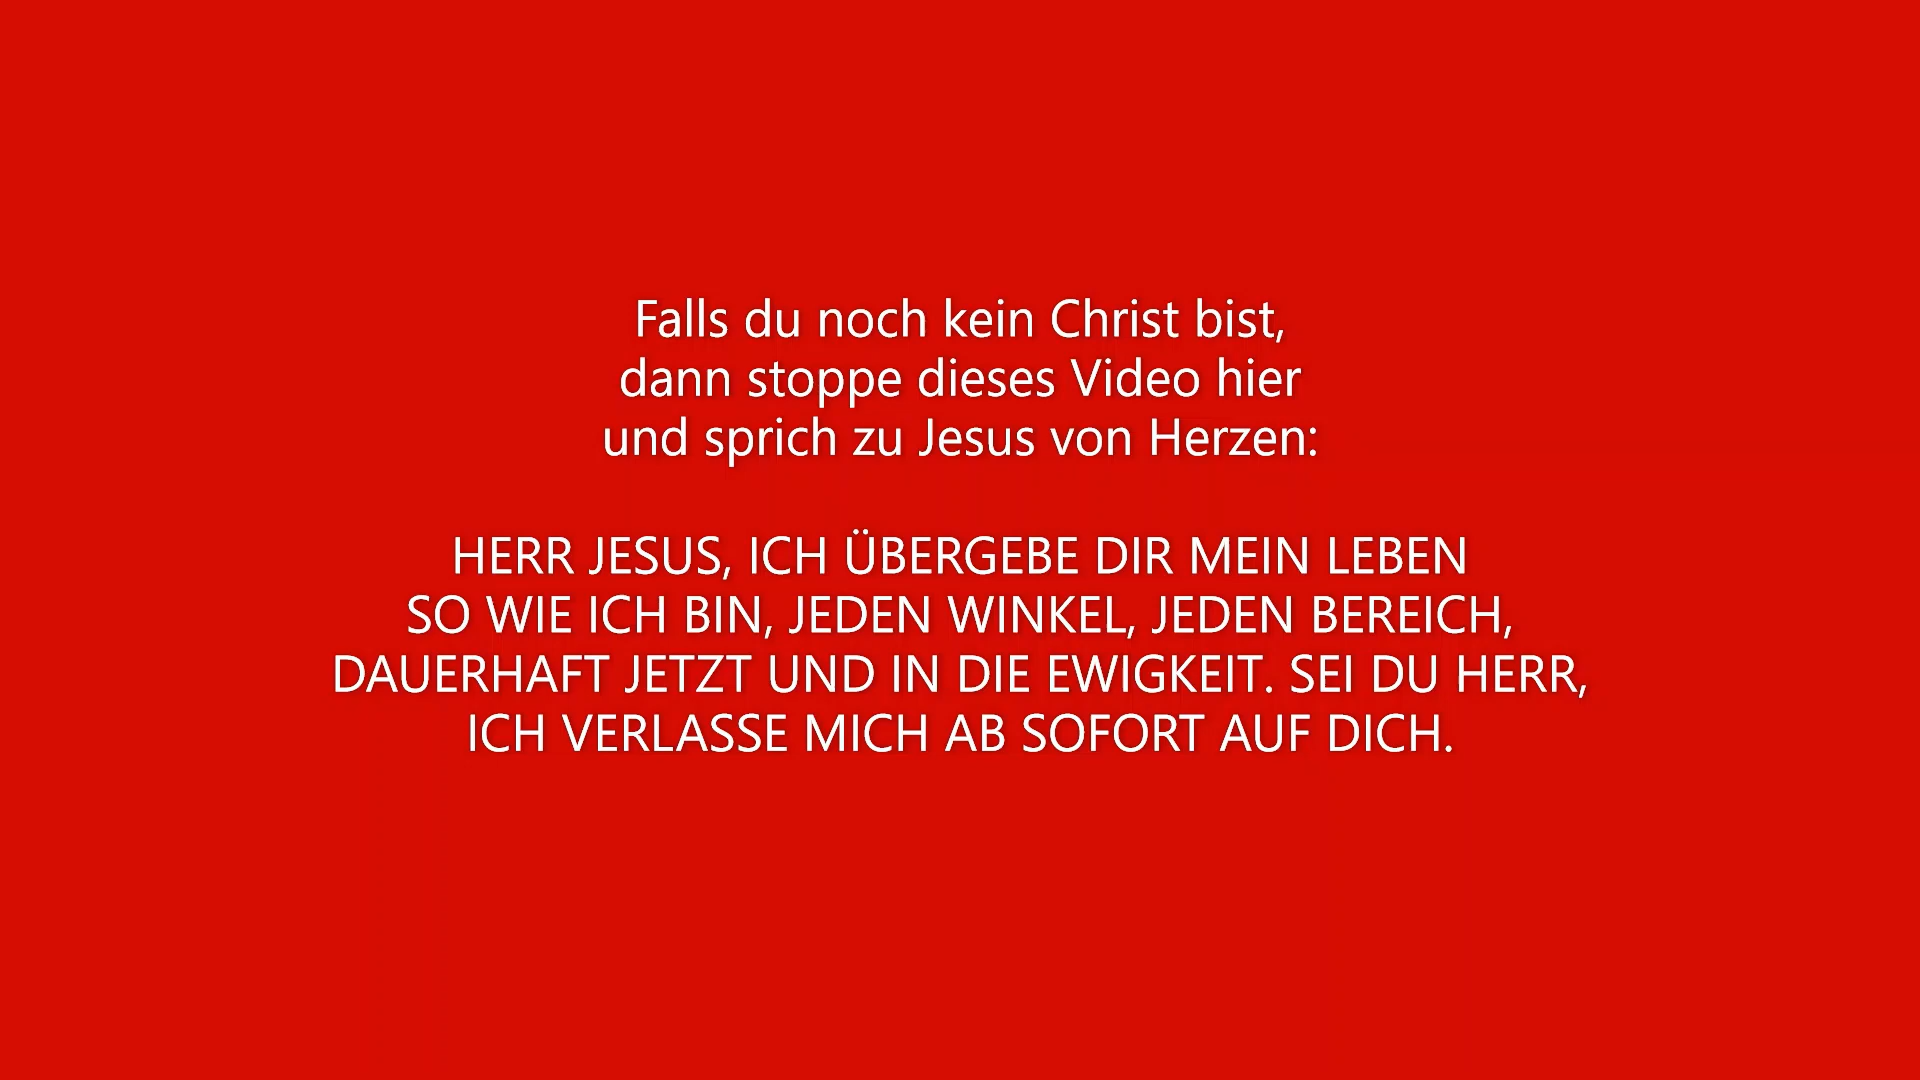 Falls du noch kein Christ bist,
dann stoppe dieses Video hier
und sprich zu Jesus von Herzen:
HERR JESUS, ICH ÜBERGEBE DIR MEIN LEBEN
SO WIE ICH BIN, JEDEN WINKEL, JEDEN BEREICH,
DAUERHAFT JETZT UND IN DIE EWIGKEIT. SEI DU HERR,
ICH VERLASSE MICH AB SOFORT AUF DICH.